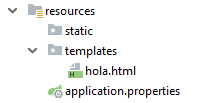 resources
static
templates
hola.html
application.properties